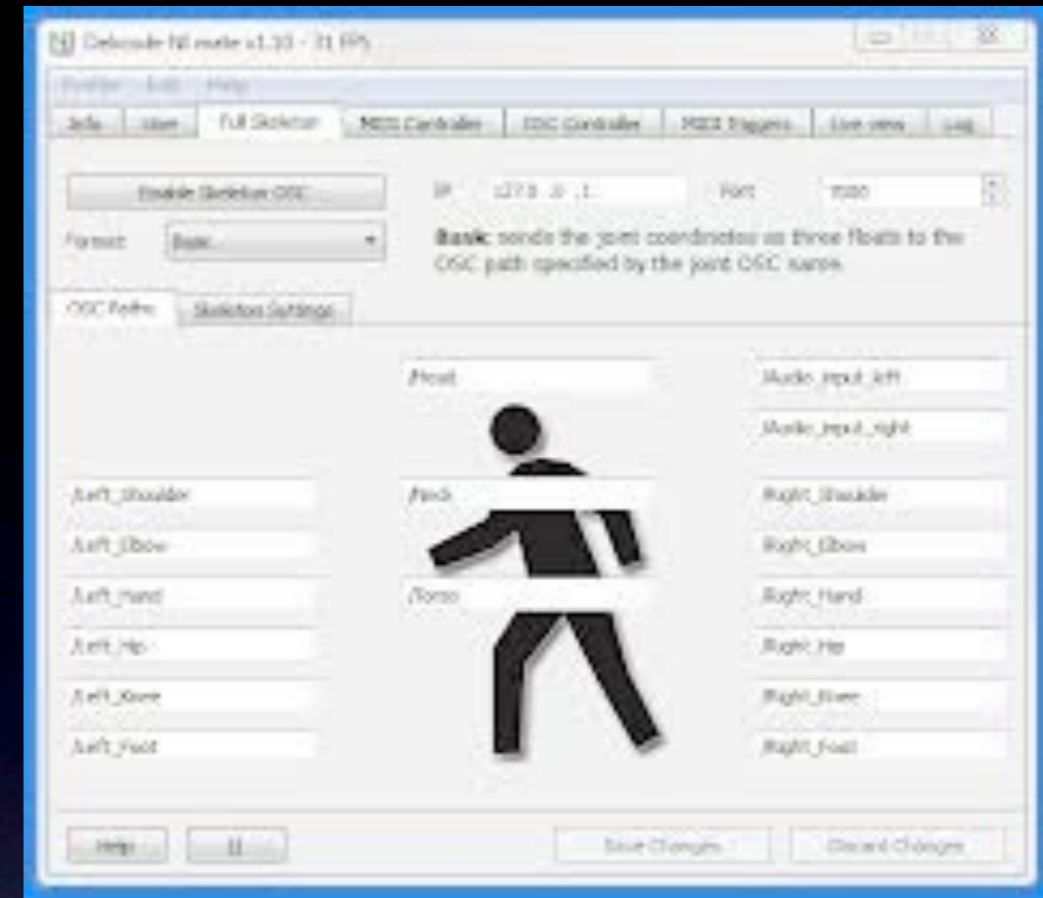 Delicode NI mate v1.10 - 31 FPS
Profile Edit Help
Info User Full Skeleton MIDI Controller OSC Controller MIDI Triggers Live view Log
Enable Skeleton OSC IP 127.0 .0 .1 Port 7000
Format Basic
Basic: sends the joint coordinates as three floats to the
OSC path specified by the joint OSC name.
OSC Paths Skeleton Settings
/Head /Audio_input_left
/Audio_input_right
/Left_Shoulder /Neck /Right_Shoulder
/Left_Elbow /Right_Elbow
/Left_Hand /Torso /Right_Hand
/Left_Hip /Right_Hip
/Left_Knee /Right_Knee
/Left_Foot /Right_Foot
Help Save Changes Discard Changes